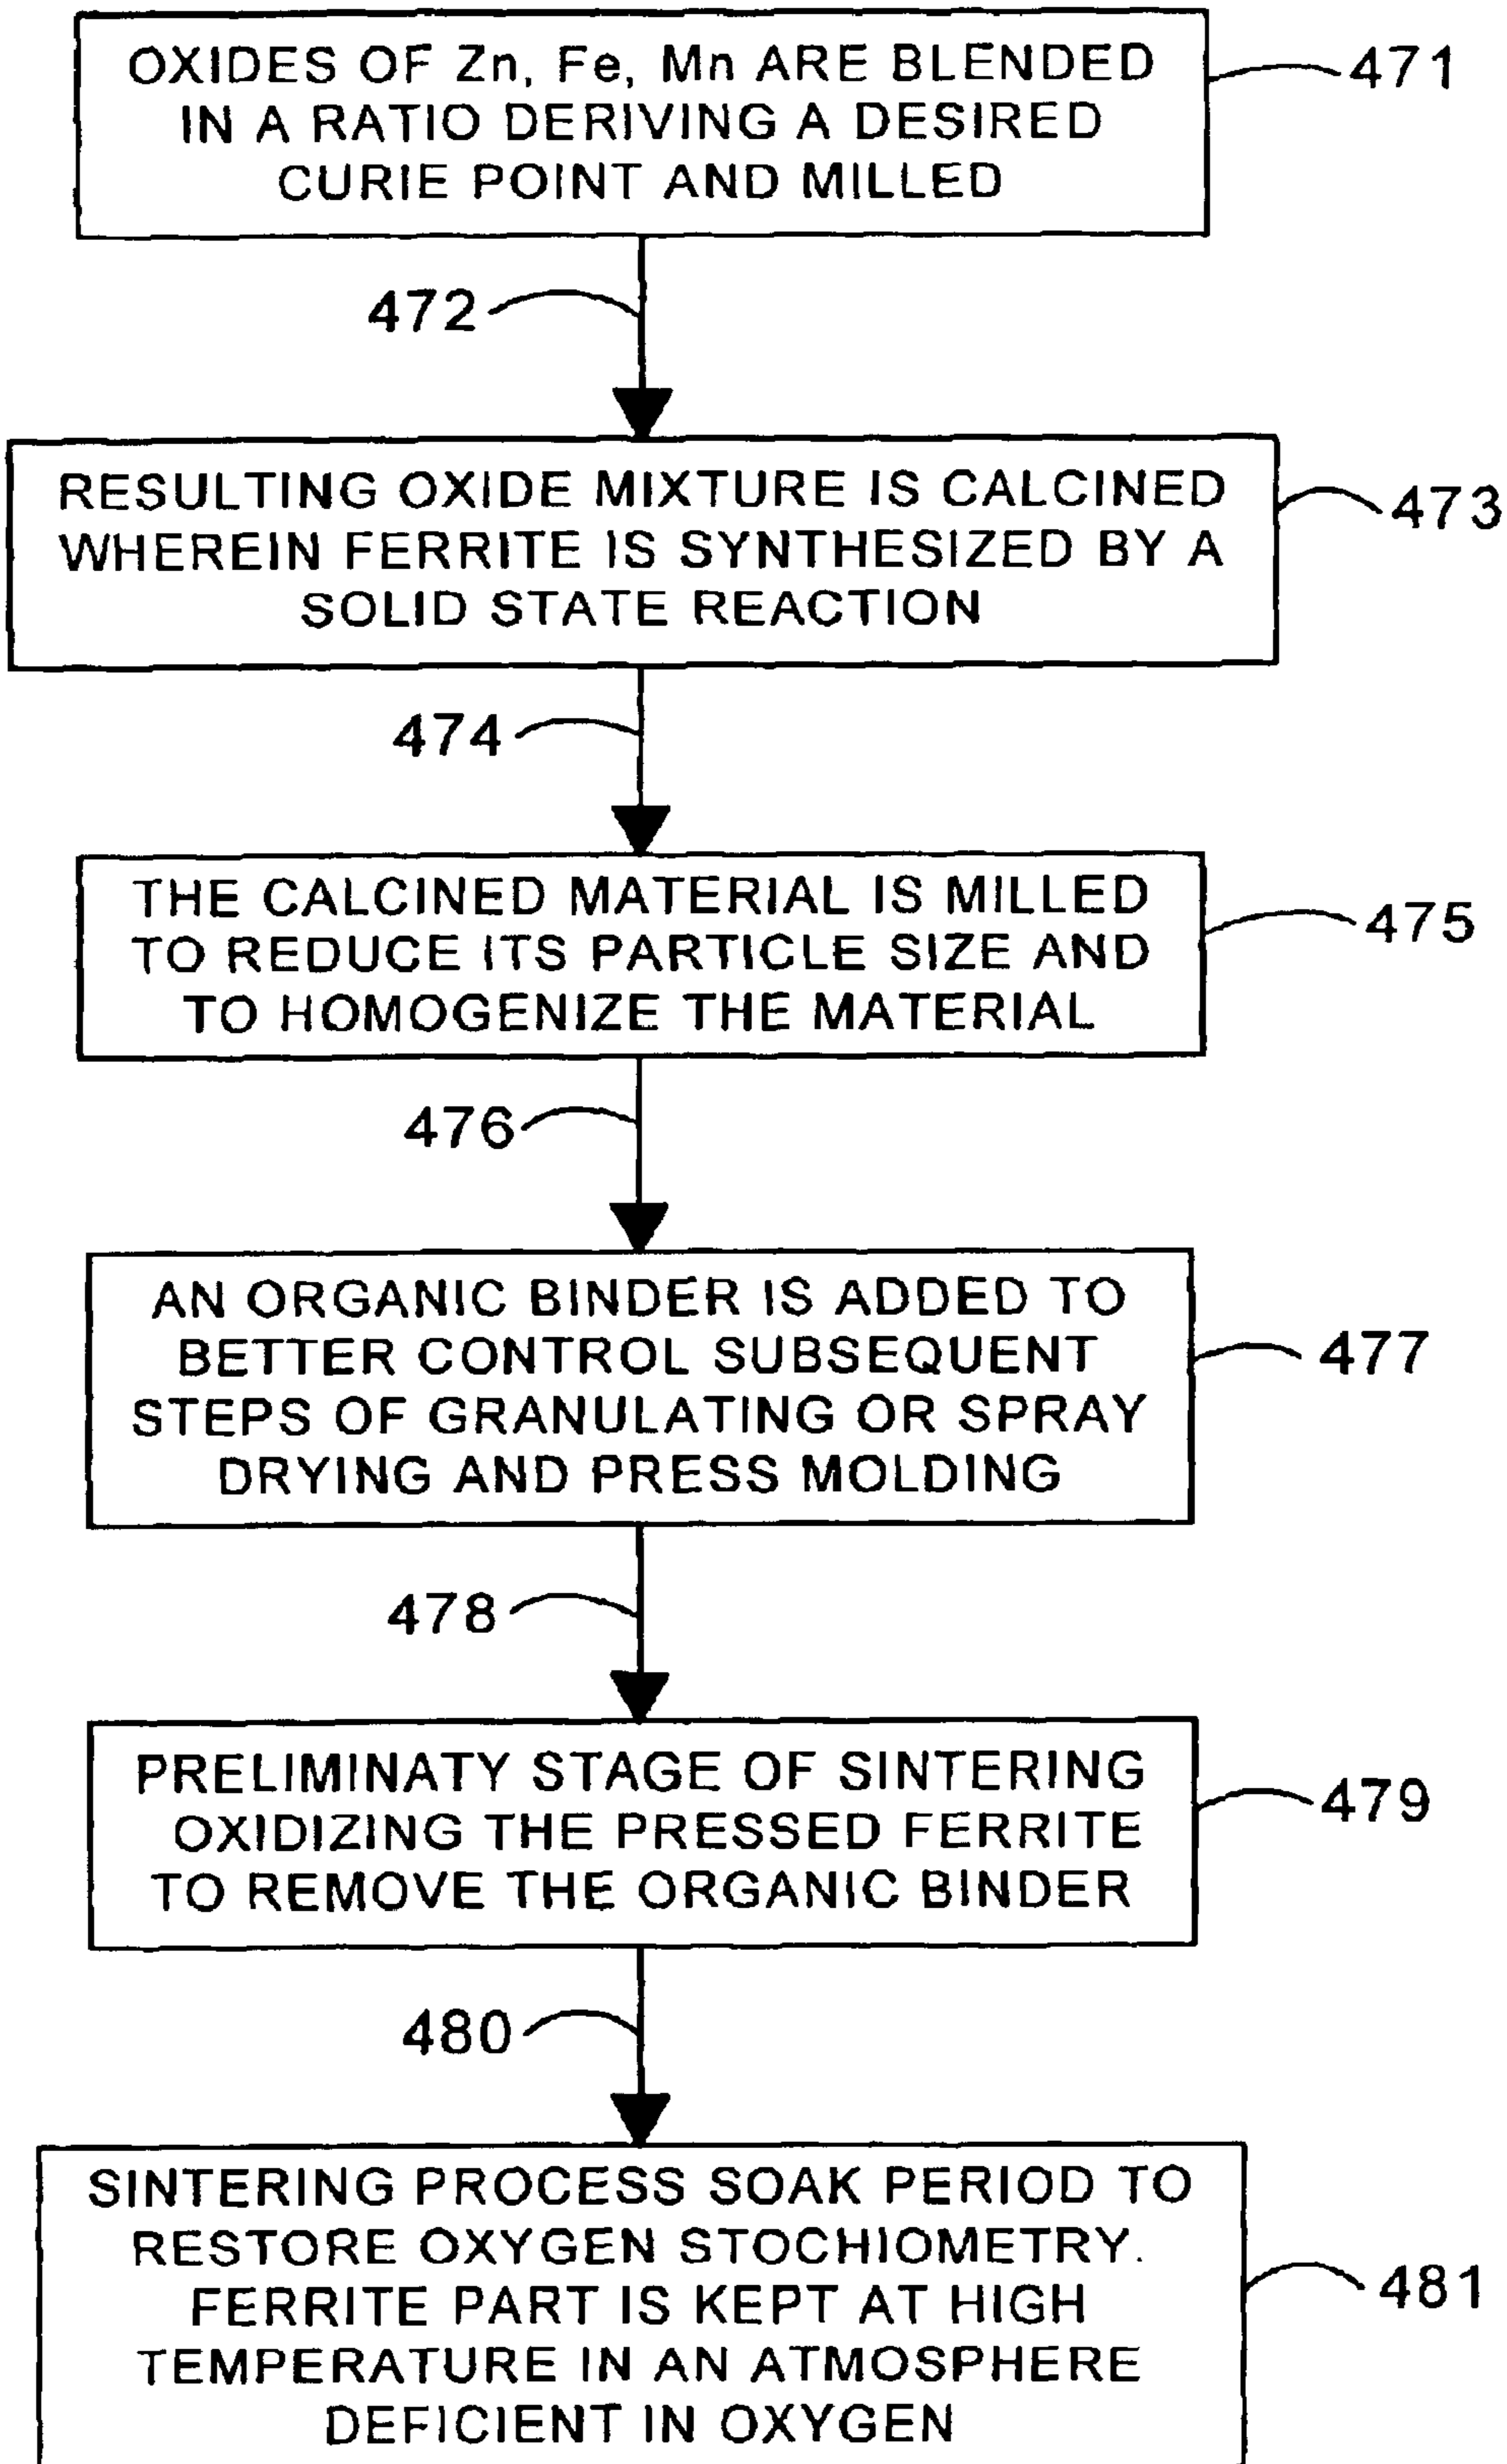 OXIDES OF Zn, Fe, Mn ARE BLENDED
IN A RATIO DERIVING A DESIRED
CURIE POINT AND MILLED
471
472
RESULTING OXIDE MIXTURE IS CALCINED
WHEREIN FERRITE IS SYNTHESIZED BY A
SOLID STATE REACTION
473
474
THE CALCINED MATERIAL IS MILLED
TO REDUCE ITS PARTICLE SIZE AND
TO HOMOGENIZE THE MATERIAL
475
476
AN ORGANIC BINDER IS ADDED TO
BETTER CONTROL SUBSEQUENT
STEPS OF GRANULATING OR SPRAY
DRYING AND PRESS MOLDING
477
478
PRELIMINATY STAGE OF SINTERING
OXIDIZING THE PRESSED FERRITE
TO REMOVE THE ORGANIC BINDER
479
480
SINTERING PROCESS SOAK PERIOD TO
RESTORE OXYGEN STOCHIOMETRY.
FERRITE PART IS KEPT AT HIGH
TEMPERATURE IN AN ATMOSPHERE
DEFICIENT IN OXYGEN
481